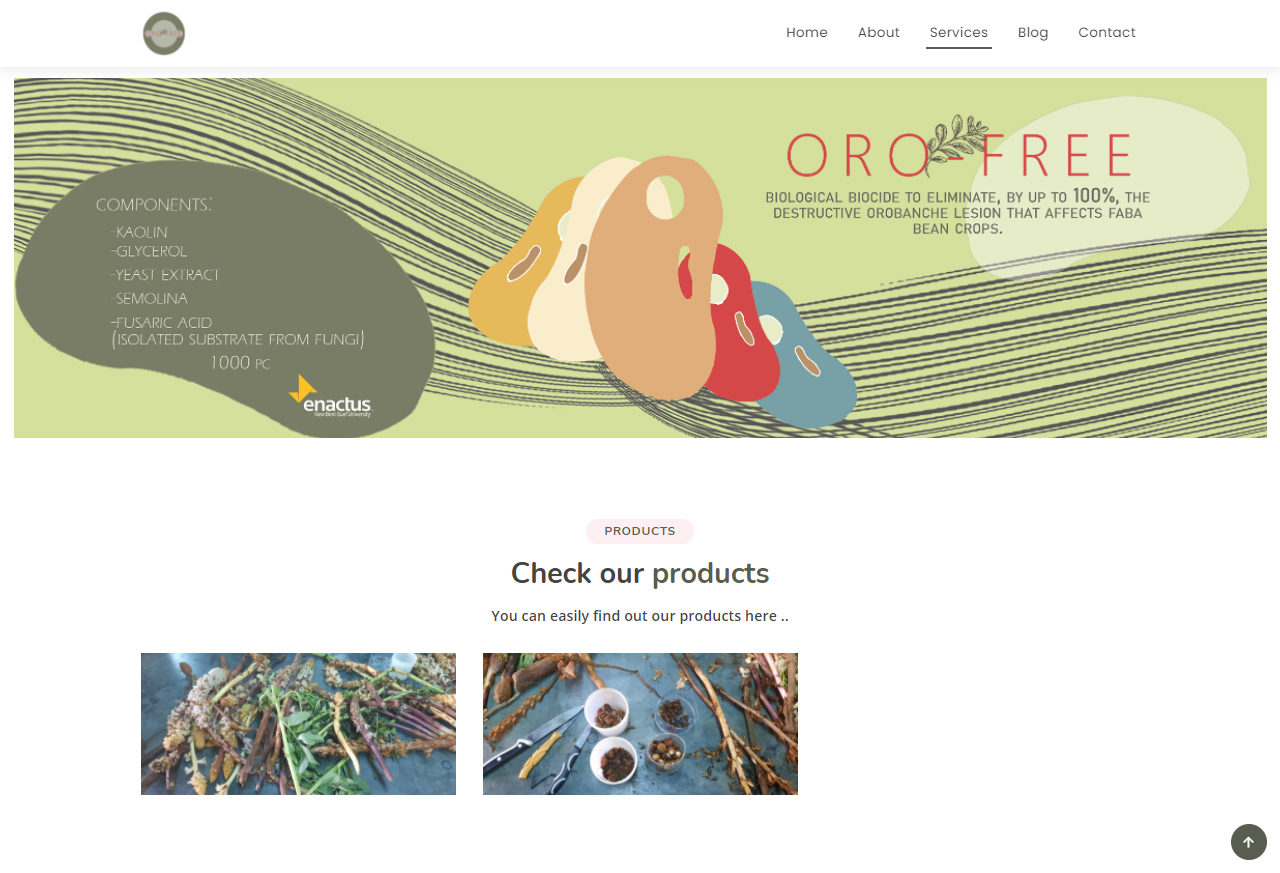 Home About Services Blog Contact
ORO-FREE
BIOLOGICAL BIOCIDE TO ELIMINATE, BY UP TO 100%, THE
DESTRUCTIVE OROBANCHE LESION THAT AFFECTS FABA
BEAN CROPS.
COMPONENTS:
-KAOLIN
-GLYCEROL
-YEAST EXTRACT
-SEMOLINA
-FUSARIC ACID
(ISOLATED SUBSTRATE FROM FUNGI)
1000 PC
enactus
New Beni-Suef University
PRODUCTS
Check our products
You can easily find out our products here ..